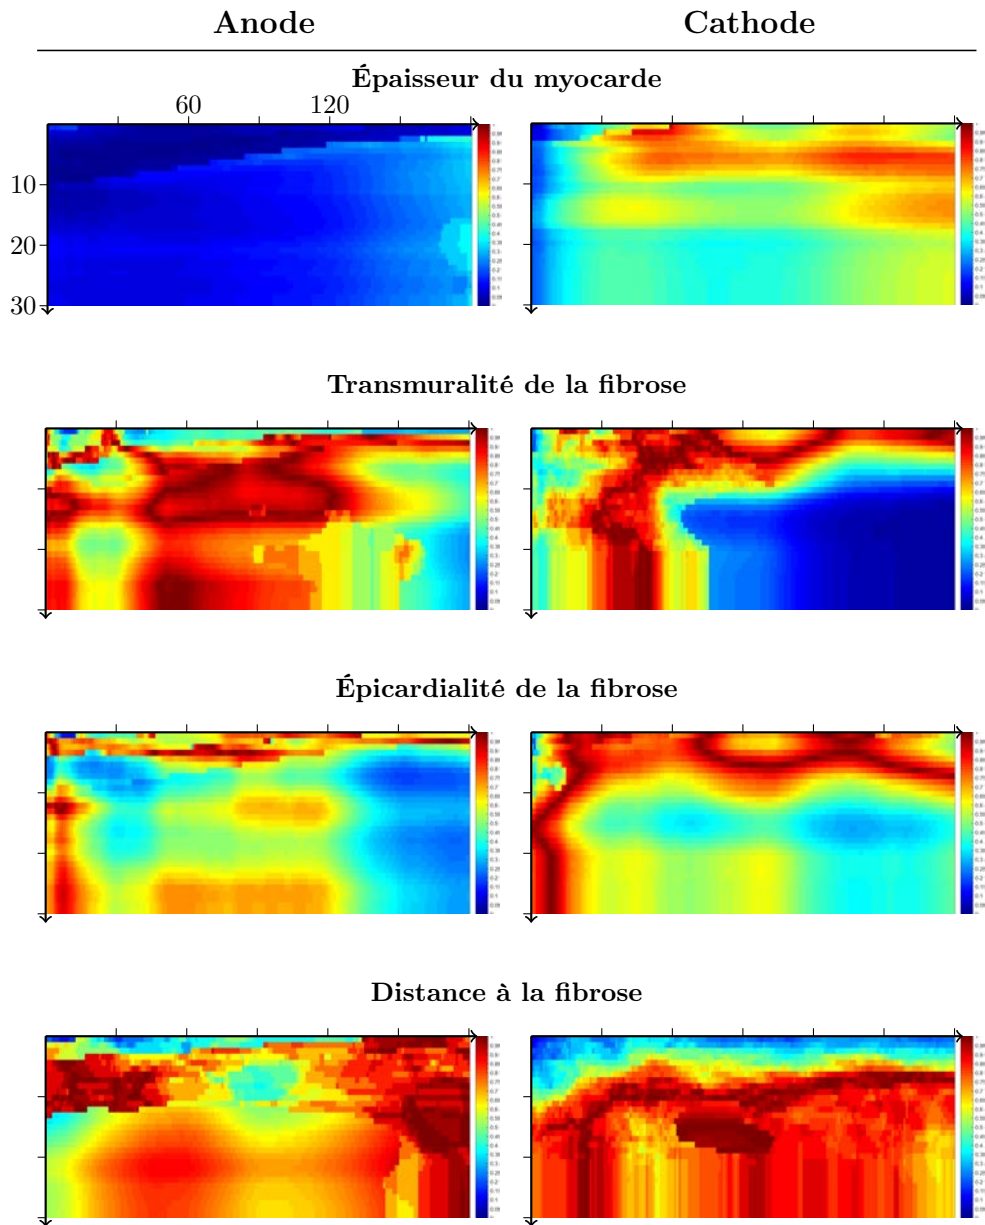 Anode Cathode
Épaisseur du myocarde
60 120
10
20
30
Transmuralité de la fibrose
Épicardialité de la fibrose
Distance à la fibrose